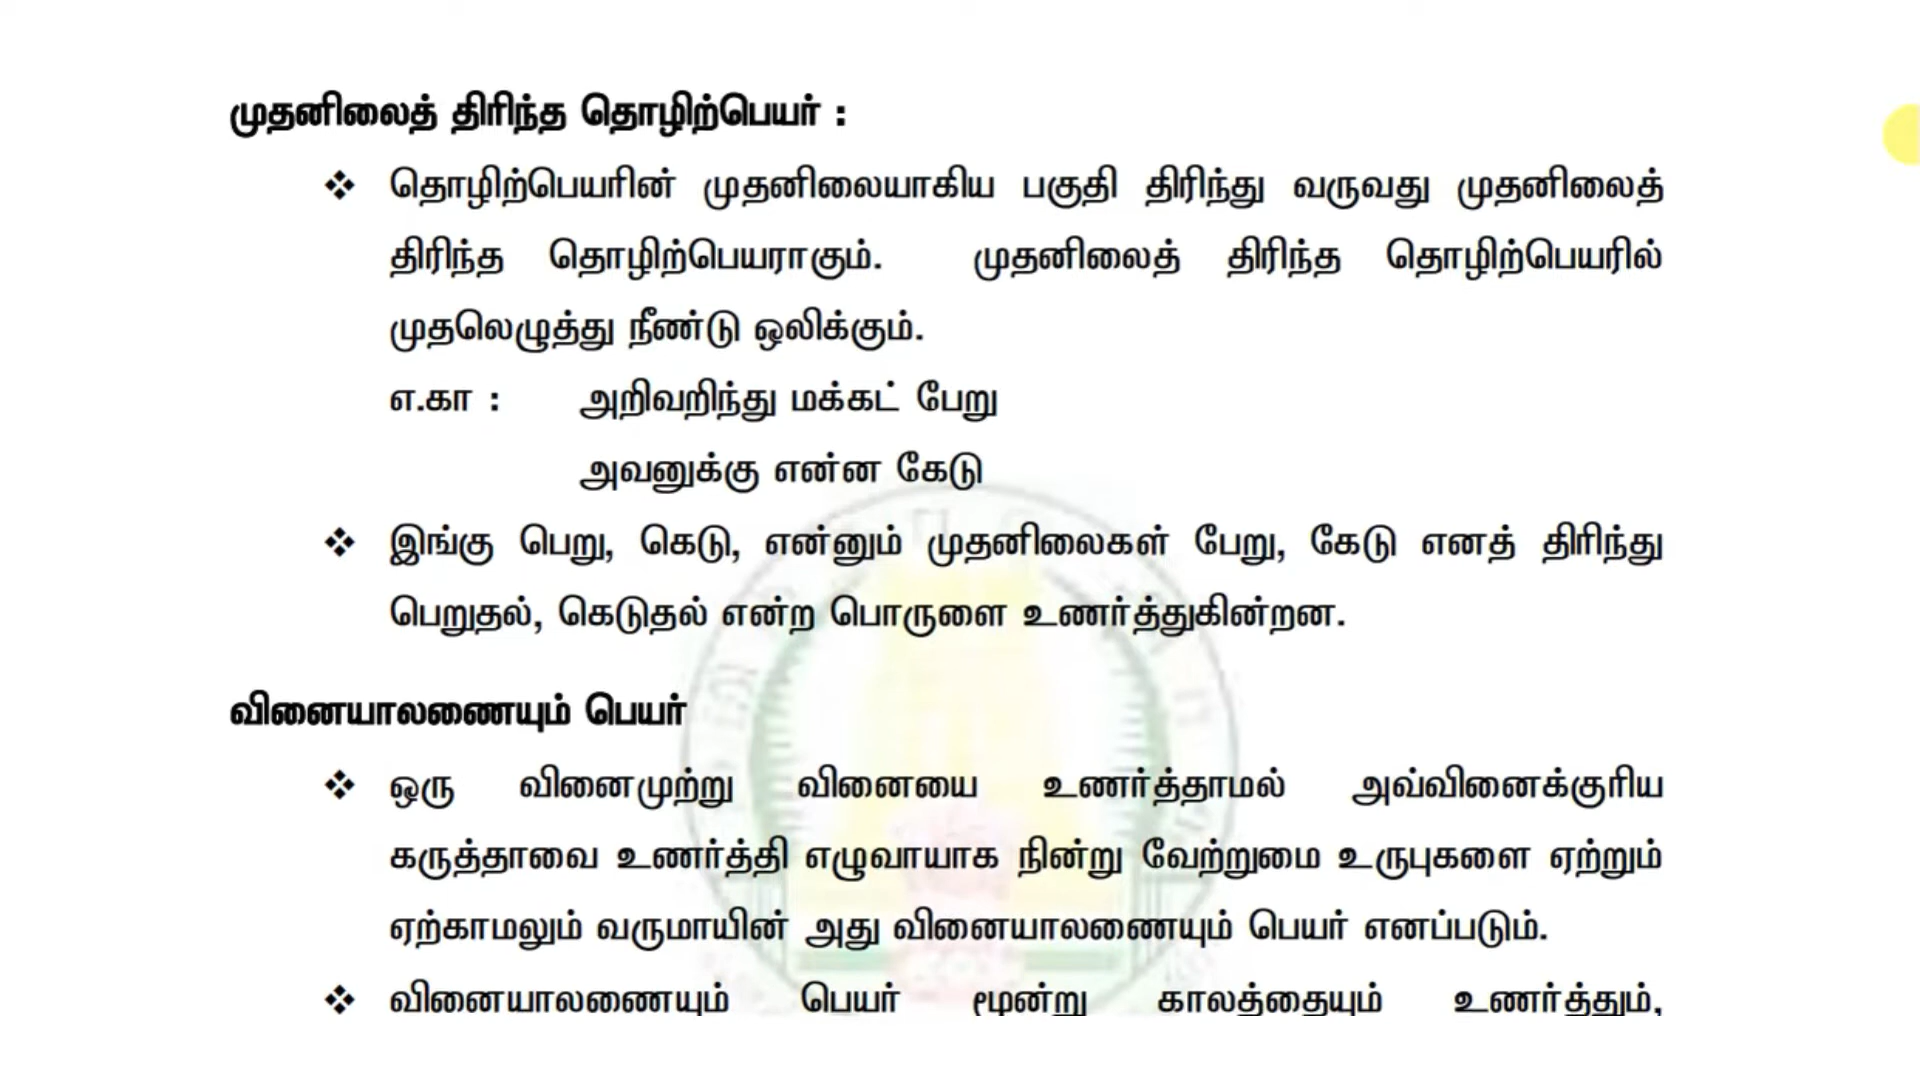 முதனிலைத் திரிந்த தொழிற்பெயர் :
❖ தொழிற்பெயரின் முதனிலையாகிய பகுதி திரிந்து வருவது முதனிலைத்
திரிந்த தொழிற்பெயராகும். முதனிலைத் திரிந்த தொழிற்பெயரில்
முதலெழுத்து நீண்டு ஒலிக்கும்.
எ.கா : அறிவறிந்து மக்கட் பேறு
அவனுக்கு என்ன கேடு
❖ இங்கு பெறு, கெடு, என்னும் முதனிலைகள் பேறு, கேடு எனத் திரிந்து
பெறுதல், கெடுதல் என்ற பொருளை உணர்த்துகின்றன.
வினையாலணையும் பெயர்
❖ ஒரு வினைமுற்று வினையை உணர்த்தாமல் அவ்வினைக்குரிய
கருத்தாவை உணர்த்தி எழுவாயாக நின்று வேற்றுமை உருபுகளை ஏற்றும்
ஏற்காமலும் வருமாயின் அது வினையாலணையும் பெயர் எனப்படும்.
❖ வினையாலணையும் பெயர் மூன்று காலத்தையும் உணர்த்தும்,